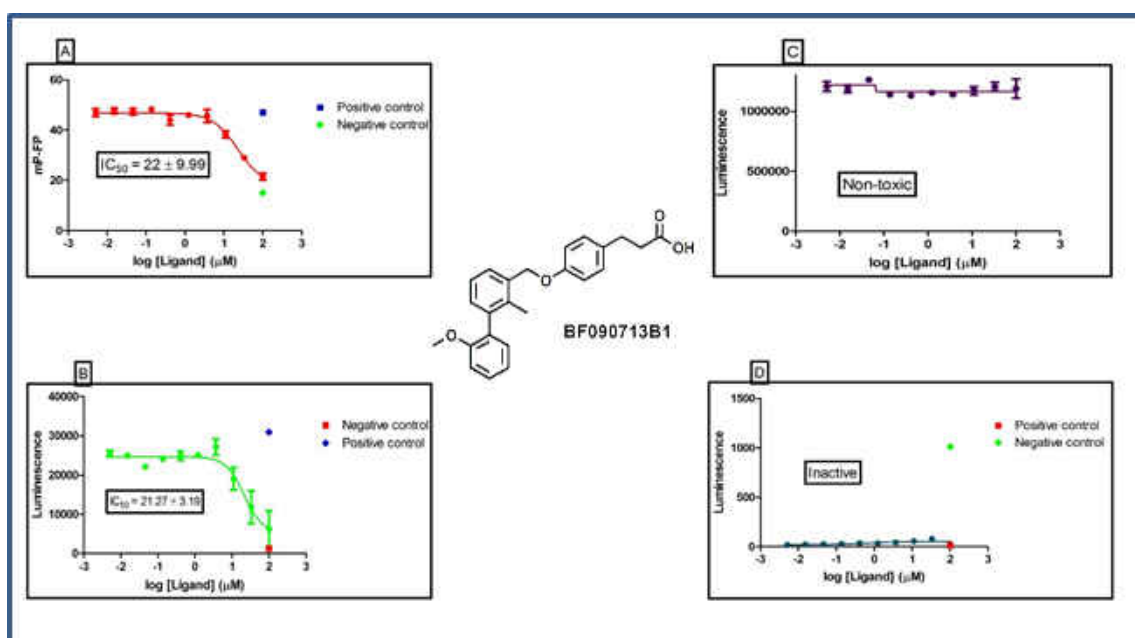 A
60
40
20
0
mP-FP
IC50 = 22 ± 9.99
Positive control
Negative control
-3 -2 -1 0 1 2 3
log [Ligand] (μM)
B
40000
30000
20000
10000
0
Luminescence
IC50 = 21.27 ± 3.19
Negative control
Positive control
-3 -2 -1 0 1 2 3
log [Ligand] (μM)
O
OH
O
O
BF090713B1
C
1000000
500000
0
Luminescence
Non-toxic
-3 -2 -1 0 1 2 3
log [Ligand] (μM)
D
1500
1000
500
0
Luminescence
Inactive
Positive control
Negative control
-3 -2 -1 0 1 2 3
log [Ligand] (μM)